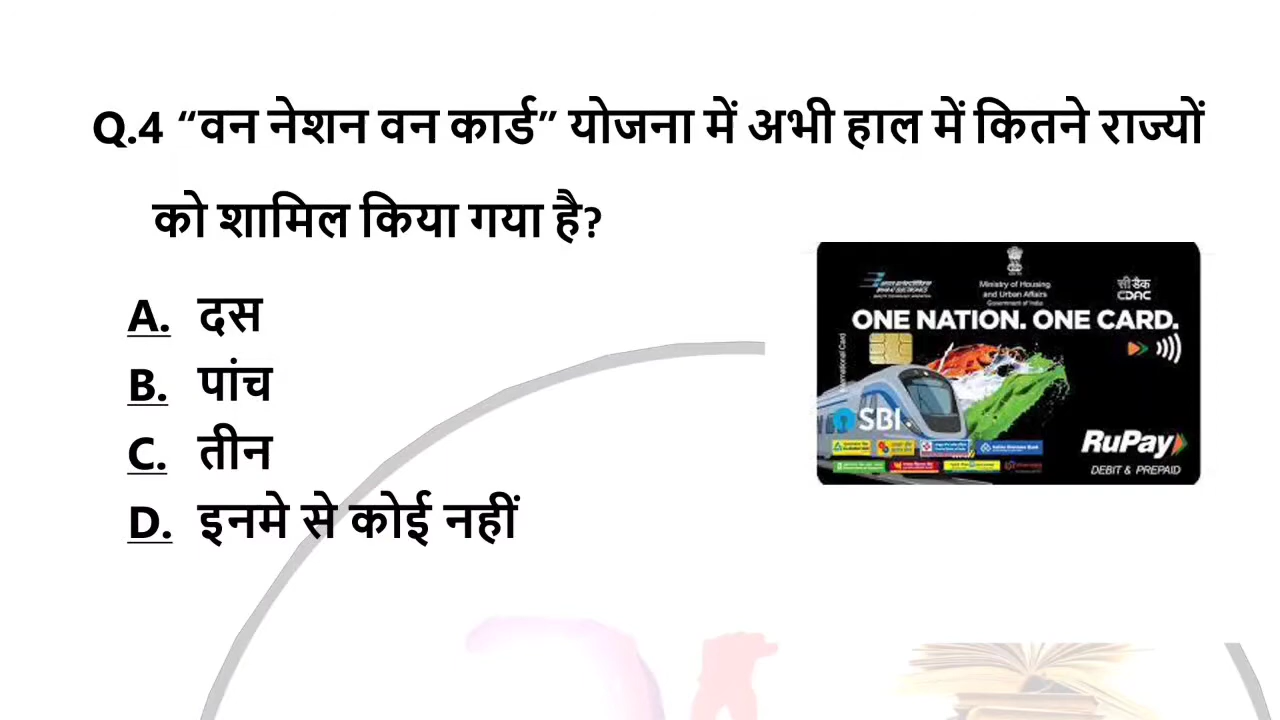 Q.4 “वन नेशन वन कार्ड” योजना में अभी हाल में कितने राज्यों
को शामिल किया गया है?
A. दस
B. पांच
C. तीन
D. इनमे से कोई नहीं
Ministry of Housing
and Urban Affairs
Government of India
सी डैक
CDAC
ONE NATION. ONE CARD.
SBI
RuPay
DEBIT & PREPAID